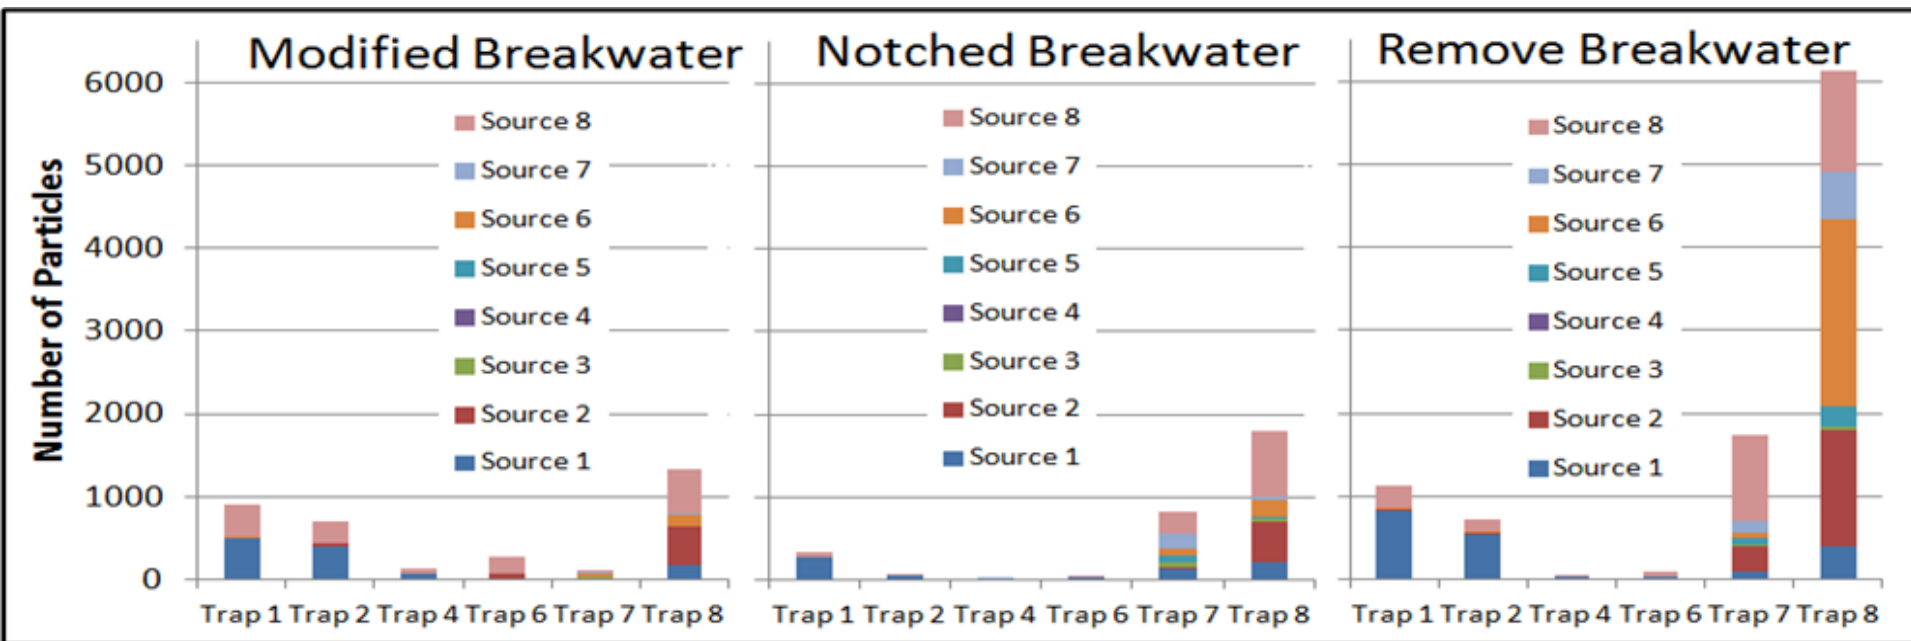 Modified Breakwater
Notched Breakwater
Remove Breakwater
Number of Particles
6000
5000
4000
3000
2000
1000
0
Source 8
Source 7
Source 6
Source 5
Source 4
Source 3
Source 2
Source 1
Trap 1 Trap 2 Trap 4 Trap 6 Trap 7 Trap 8
Source 8
Source 7
Source 6
Source 5
Source 4
Source 3
Source 2
Source 1
Trap 1 Trap 2 Trap 4 Trap 6 Trap 7 Trap 8
Source 8
Source 7
Source 6
Source 5
Source 4
Source 3
Source 2
Source 1
Trap 1 Trap 2 Trap 4 Trap 6 Trap 7 Trap 8